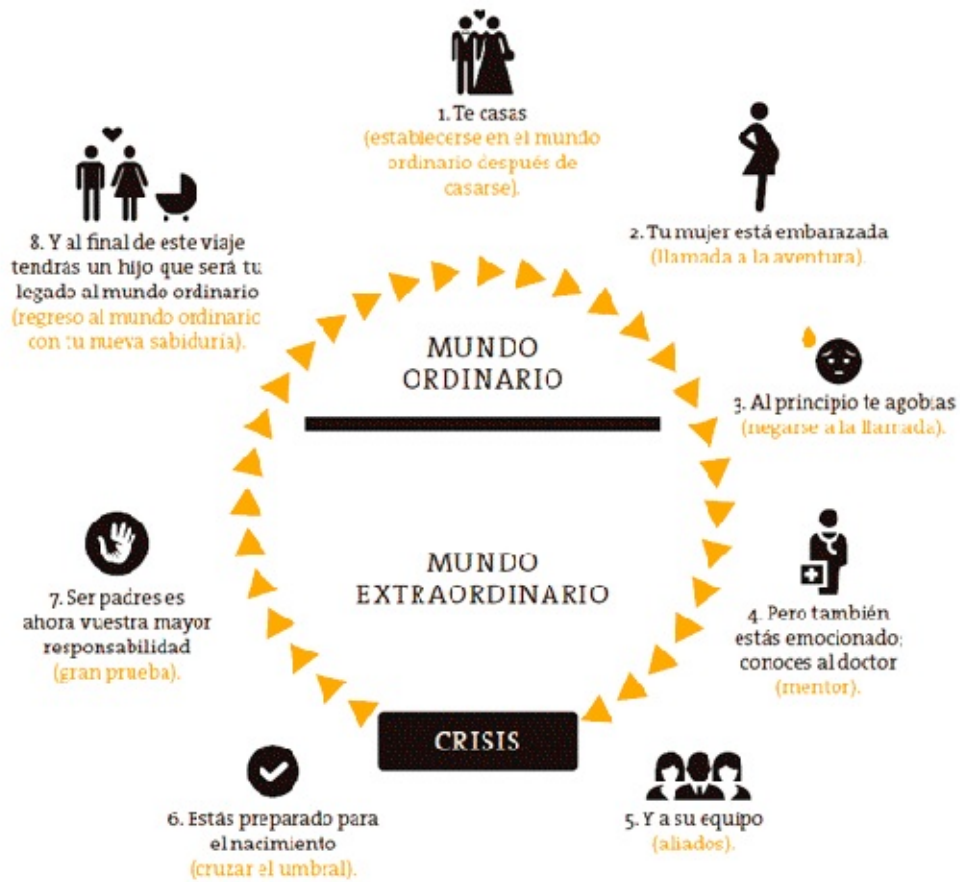 1. Te casas
(establecerse en el mundo
ordinario después de
casarse).
2. Tu mujer está embarazada
(llamada a la aventura).
3. Al principio te agobias
(negarse a la llamada).
4. Pero también
estás emocionado;
conoces al doctor
(mentor).
5. Y a su equipo
(aliados).
6. Estás preparado para
el nacimiento
(cruzar el umbral).
7. Ser padres es
ahora vuestra mayor
responsabilidad
(gran prueba).
8. Y al final de este viaje
tendrás un hijo que será tu
legado al mundo ordinario
(regreso al mundo ordinario
con tu nueva sabiduría).
MUNDO
ORDINARIO
MUNDO
EXTRAORDINARIO
CRISIS